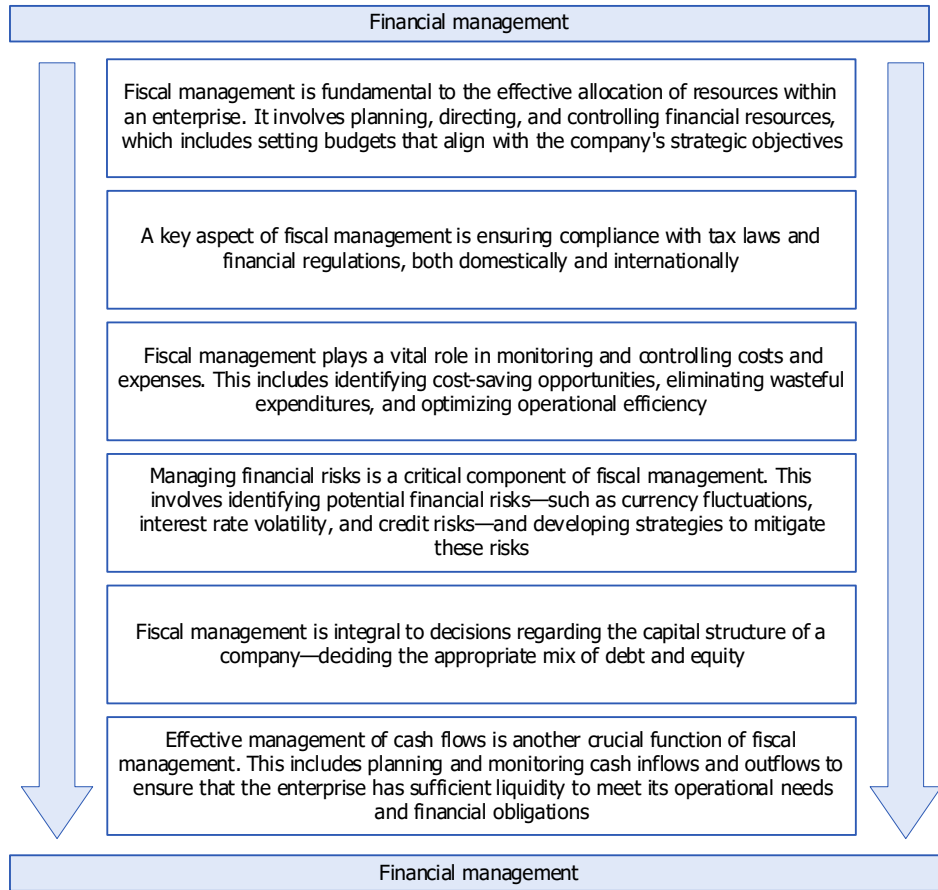 Financial management
Fiscal management is fundamental to the effective allocation of resources within
an enterprise. It involves planning, directing, and controlling financial resources,
which includes setting budgets that align with the company's strategic objectives
A key aspect of fiscal management is ensuring compliance with tax laws and
financial regulations, both domestically and internationally
Fiscal management plays a vital role in monitoring and controlling costs and
expenses. This includes identifying cost-saving opportunities, eliminating wasteful
expenditures, and optimizing operational efficiency
Managing financial risks is a critical component of fiscal management. This
involves identifying potential financial risks—such as currency fluctuations,
interest rate volatility, and credit risks—and developing strategies to mitigate
these risks
Fiscal management is integral to decisions regarding the capital structure of a
company—deciding the appropriate mix of debt and equity
Effective management of cash flows is another crucial function of fiscal
management. This includes planning and monitoring cash inflows and outflows to
ensure that the enterprise has sufficient liquidity to meet its operational needs
and financial obligations
Financial management